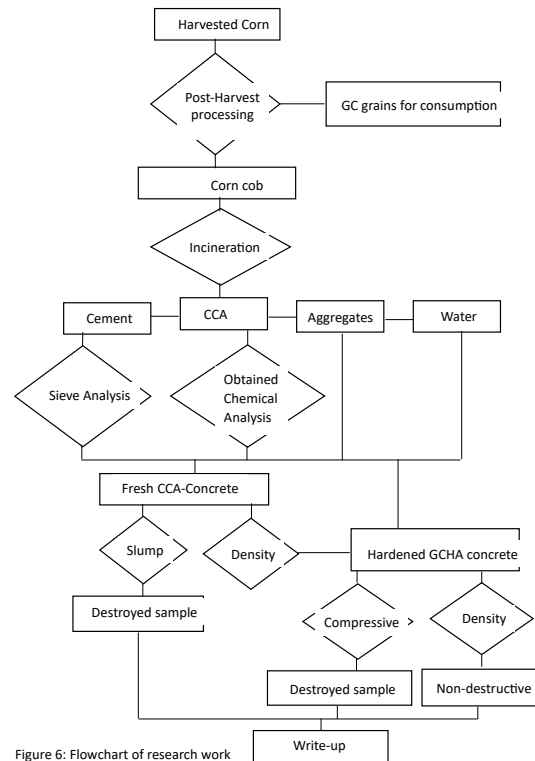 Harvested Corn
Post-Harvest
processing
GC grains for consumption
Corn cob
Incineration
Cement
CCA
Aggregates
Water
Sieve Analysis
Obtained
Chemical
Analysis
Fresh CCA-Concrete
Slump
Density
Hardened GCHA concrete
Destroyed sample
Compressive
Density
Destroyed sample
Non-destructive
Write-up
Figure 6: Flowchart of research work